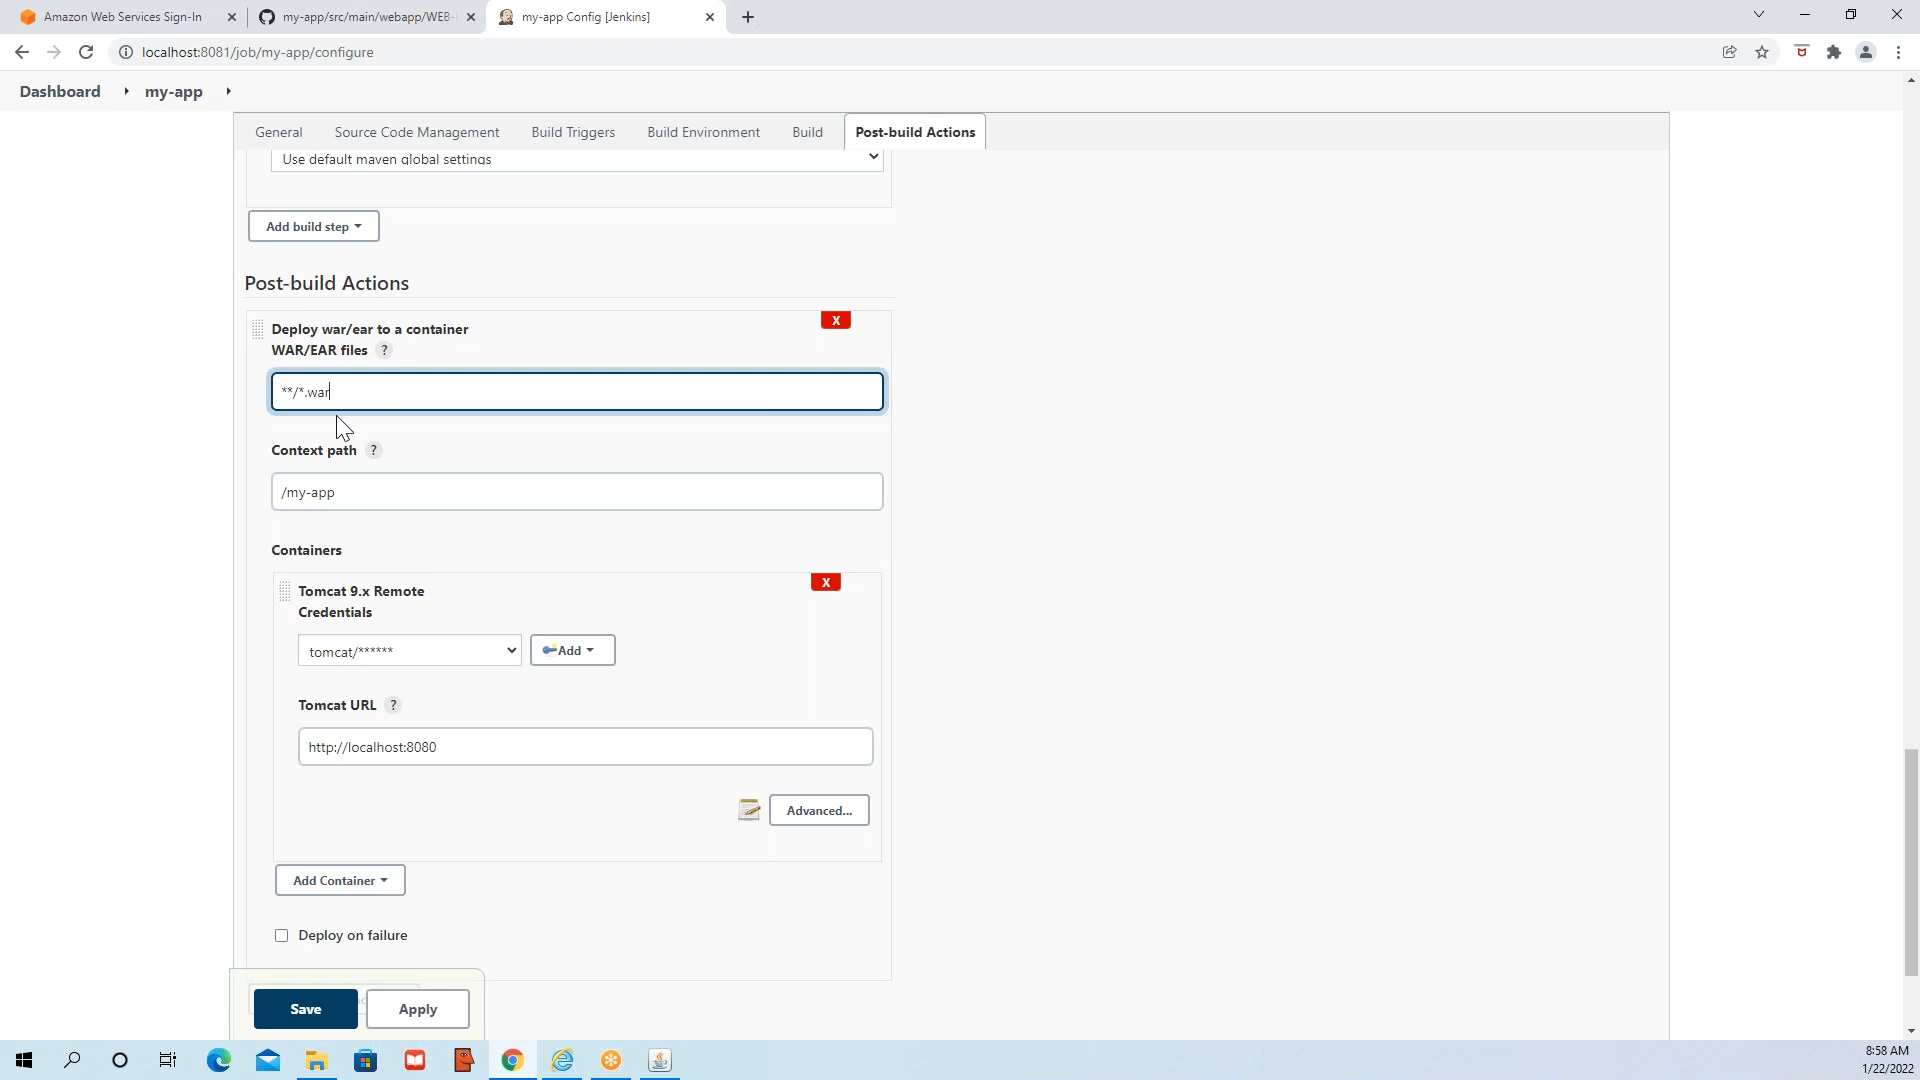 Amazon Web Services Sign-In
my-app/src/main/webapp/WEB-
my-app Config [Jenkins]
localhost:8081/job/my-app/configure
Dashboard
my-app
General
Source Code Management
Build Triggers
Build Environment
Build
Post-build Actions
Use default maven global settings
Add build step
Post-build Actions
Deploy war/ear to a container
X
WAR/EAR files ?
**/*.war
Context path ?
/my-app
Containers
Tomcat 9.x Remote
X
Credentials
tomcat/******
Add
Tomcat URL ?
http://localhost:8080
Advanced...
Add Container
Deploy on failure
Save
Apply
8:58 AM
1/22/2022